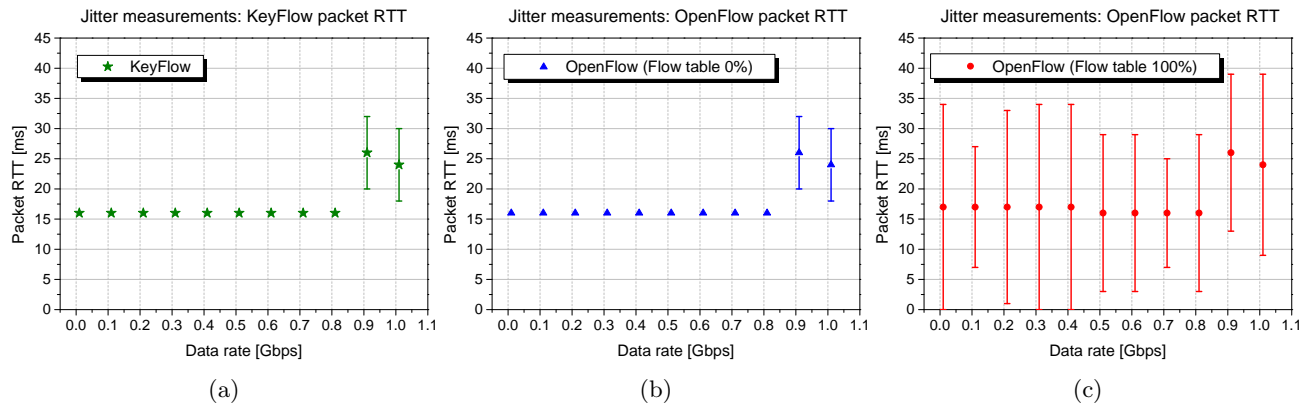 Jitter measurements: KeyFlow packet RTT
KeyFlow
Packet RTT [ms]
45
40
35
30
25
20
15
10
5
0
0.0 0.1 0.2 0.3 0.4 0.5 0.6 0.7 0.8 0.9 1.0 1.1
Data rate [Gbps]
(a)
Jitter measurements: OpenFlow packet RTT
OpenFlow (Flow table 0%)
Packet RTT [ms]
45
40
35
30
25
20
15
10
5
0
0.0 0.1 0.2 0.3 0.4 0.5 0.6 0.7 0.8 0.9 1.0 1.1
Data rate [Gbps]
(b)
Jitter measurements: OpenFlow packet RTT
OpenFlow (Flow table 100%)
Packet RTT [ms]
45
40
35
30
25
20
15
10
5
0
0.0 0.1 0.2 0.3 0.4 0.5 0.6 0.7 0.8 0.9 1.0 1.1
Data rate [Gbps]
(c)